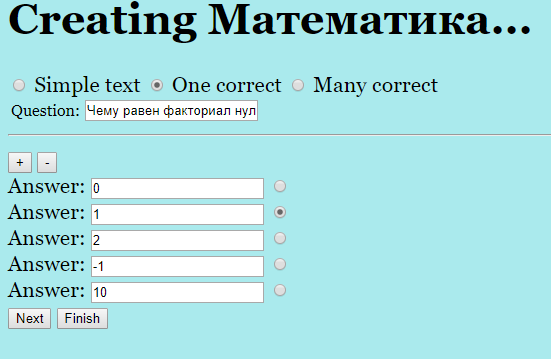 Creating Математика...
Simple text One correct Many correct
Question: Чему равен факториал нул
+ -
Answer: 0
Answer: 1
Answer: 2
Answer: -1
Answer: 10
Next Finish